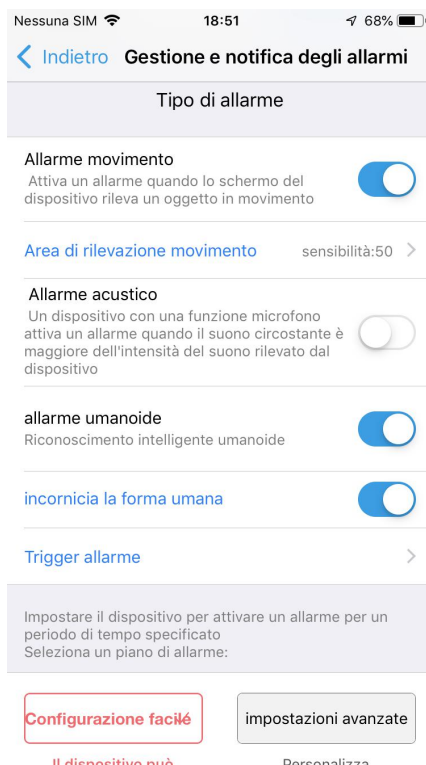 Nessuna SIM 18:51 68%
Indietro Gestione e notifica degli allarmi
Tipo di allarme
Allarme movimento
Attiva un allarme quando lo schermo del
dispositivo rileva un oggetto in movimento
Area di rilevazione movimento sensibilità:50
Allarme acustico
Un dispositivo con una funzione microfono
attiva un allarme quando il suono circostante è
maggiore dell'intensità del suono rilevato dal
dispositivo
allarme umanoide
Riconoscimento intelligente umanoide
incornicia la forma umana
Trigger allarme
Impostare il dispositivo per attivare un allarme per un
periodo di tempo specificato
Seleziona un piano di allarme:
Configurazione facile impostazioni avanzate
Il dispositivo può Personalizza